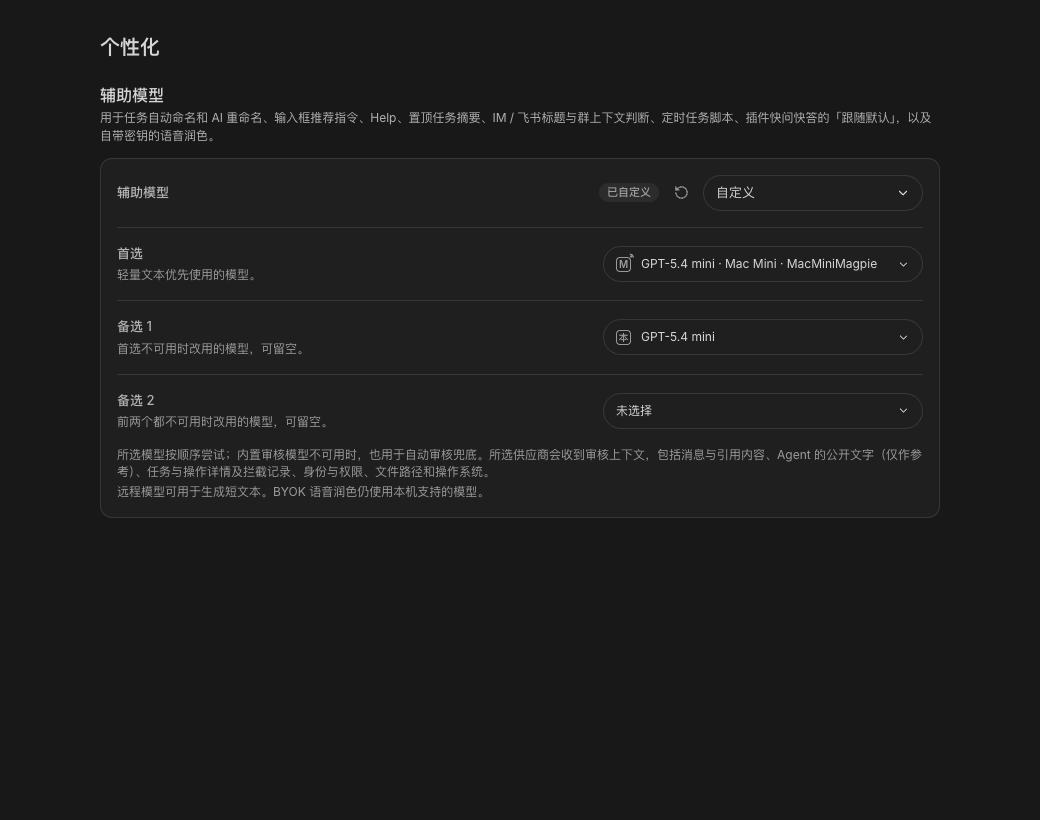 个性化
辅助模型
用于任务自动命名和 AI 重命名、输入框推荐指令、Help、置顶任务摘要、IM / 飞书标题与群上下文判断、定时任务脚本、插件快问快答的「跟随默认」，以及
自带密钥的语音润色。
辅助模型
已自定义
自定义
首选
轻量文本优先使用的模型。
M
GPT-5.4 mini · Mac Mini · MacMiniMagpie
备选 1
首选不可用时改用的模型，可留空。
本
GPT-5.4 mini
备选 2
前两个都不可用时改用的模型，可留空。
未选择
所选模型按顺序尝试；内置审核模型不可用时，也用于自动审核兜底。所选供应商会收到审核上下文，包括消息与引用内容、Agent 的公开文字（仅作参
考）、任务与操作详情及拦截记录、身份与权限、文件路径和操作系统。
远程模型可用于生成短文本。BYOK 语音润色仍使用本机支持的模型。